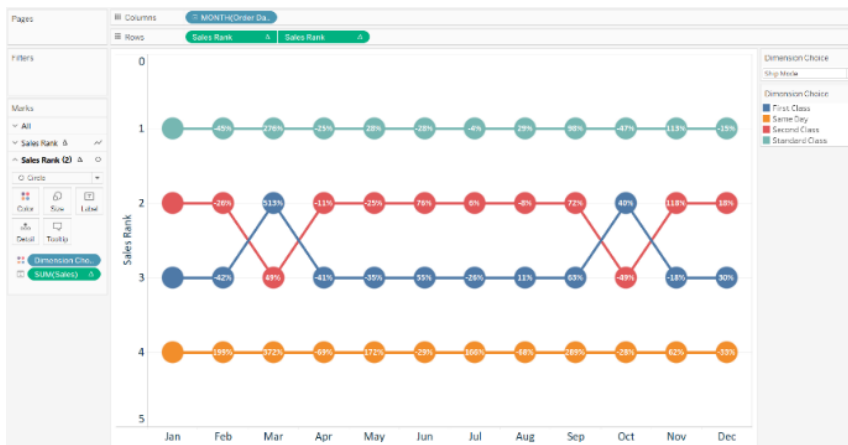 Pages
Columns
MONTH(Order Da..
Rows
Sales Rank
Sales Rank
Filters
Marks
All
Sales Rank
Sales Rank (2)
Circle
Color
Size
Label
Detail
Tooltip
Dimension Cho..
SUM(Sales)
Sales Rank
0
1
-45% 276% -25% 28% -28% -4% 29% 98% -47% 113% -15%
2
-26% 513% -11% -25% 76% 6% -8% 72% 40% 118% 18%
3
-42% 49% -41% -35% 55% -26% 11% 63% -49% -18% 30%
4
199% 372% -69% 172% -29% 166% -68% 289% -28% 62% -33%
5
Jan Feb Mar Apr May Jun Jul Aug Sep Oct Nov Dec
Dimension Choice
Ship Mode
Dimension Choice
First Class
Same Day
Second Class
Standard Class